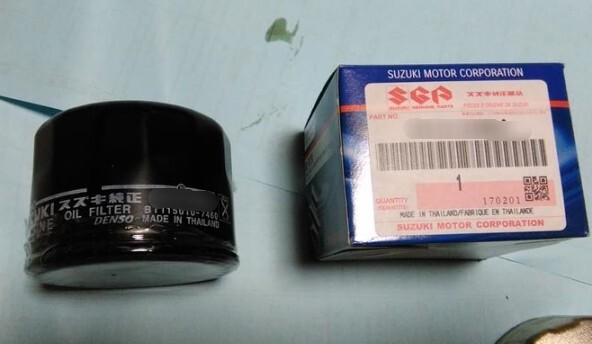 UKI スズキ純正
INE OIL FILTER
DENSO MADE IN THAILAND
SUZUKI MOTOR CORPORATION
SGP スズキ純正部品
SUZUKI GENUINE PARTS
PART NO.
1
QUANTITY
170201
MADE IN THAILAND/FABRIQUE EN THAILANDE
SUZUKI MOTOR CORPORATION